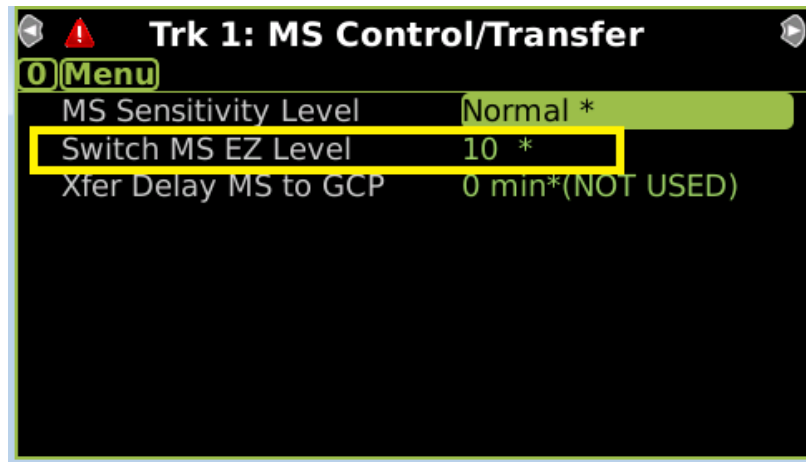 Trk 1: MS Control/Transfer
0 Menu
MS Sensitivity Level Normal *
Switch MS EZ Level 10 *
Xfer Delay MS to GCP 0 min*(NOT USED)